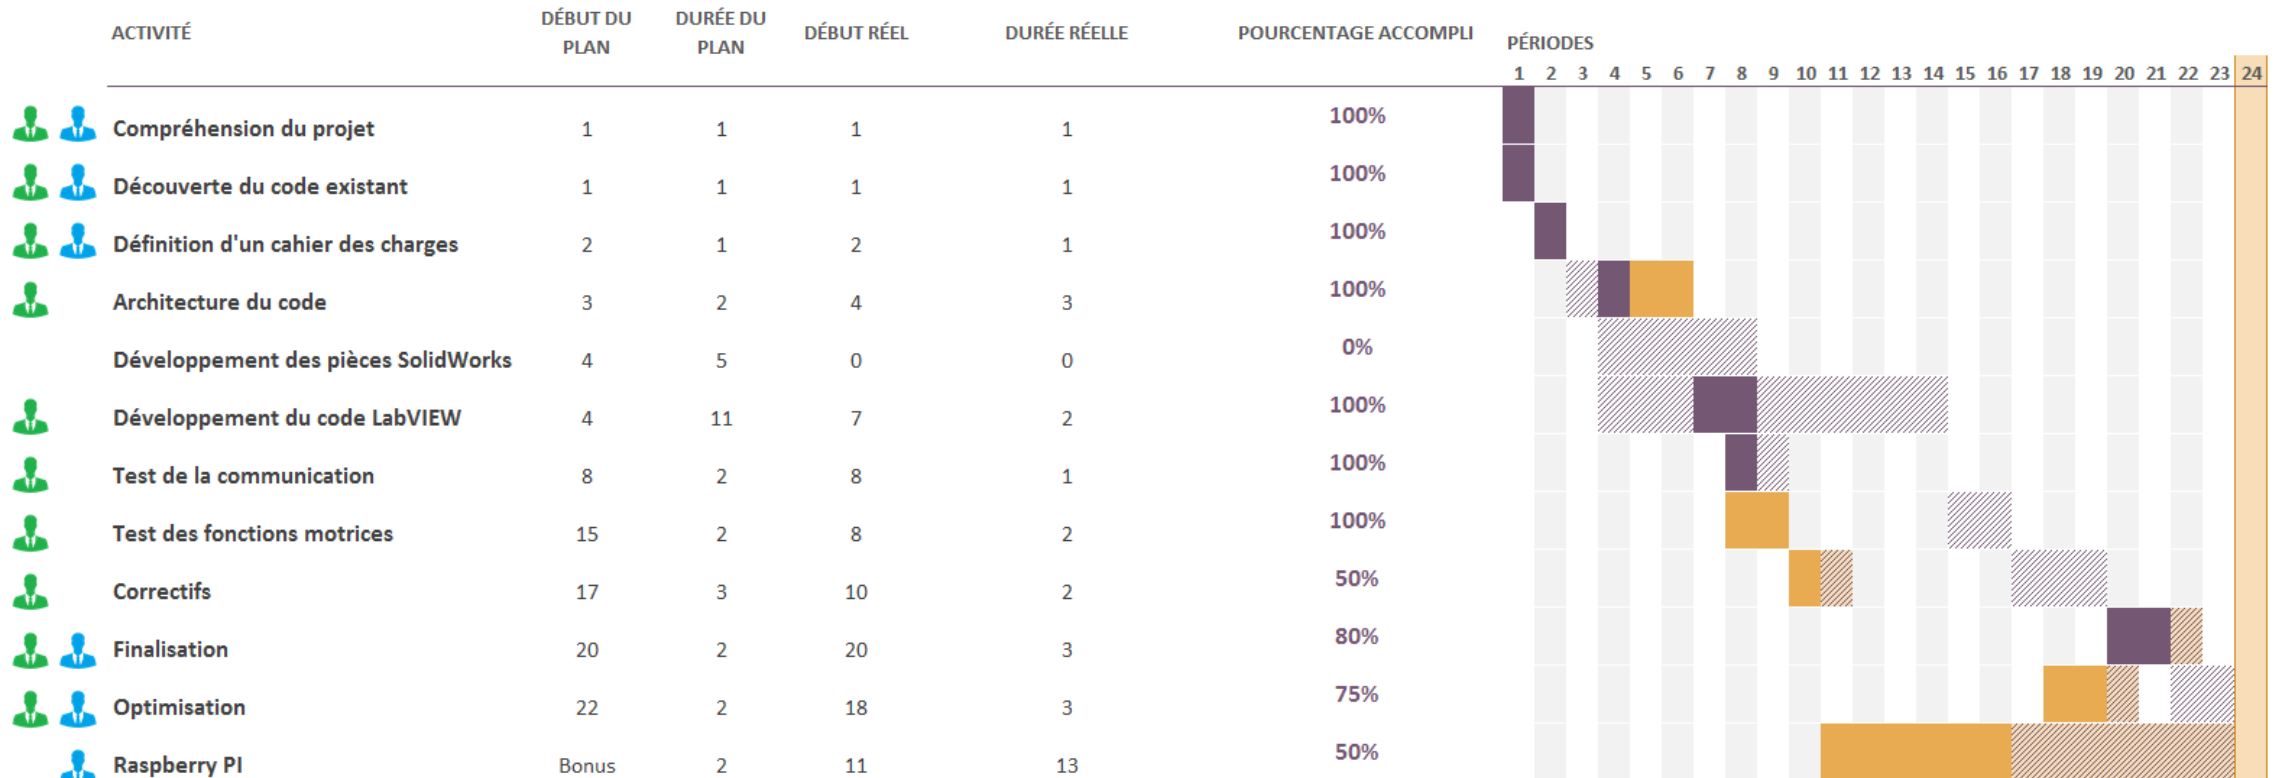 ACTIVITÉ DÉBUT DU PLAN DURÉE DU PLAN DÉBUT RÉEL DURÉE RÉELLE POURCENTAGE ACCOMPLI PÉRIODES
1 2 3 4 5 6 7 8 9 10 11 12 13 14 15 16 17 18 19 20 21 22 23 24
Compréhension du projet 1 1 1 1 100%
Découverte du code existant 1 1 1 1 100%
Définition d'un cahier des charges 2 1 2 1 100%
Architecture du code 3 2 4 3 100%
Développement des pièces SolidWorks 4 5 0 0 0%
Développement du code LabVIEW 4 11 7 2 100%
Test de la communication 8 2 8 1 100%
Test des fonctions motrices 15 2 8 2 100%
Correctifs 17 3 10 2 50%
Finalisation 20 2 20 3 80%
Optimisation 22 2 18 3 75%
Raspberry PI Bonus 2 11 13 50%